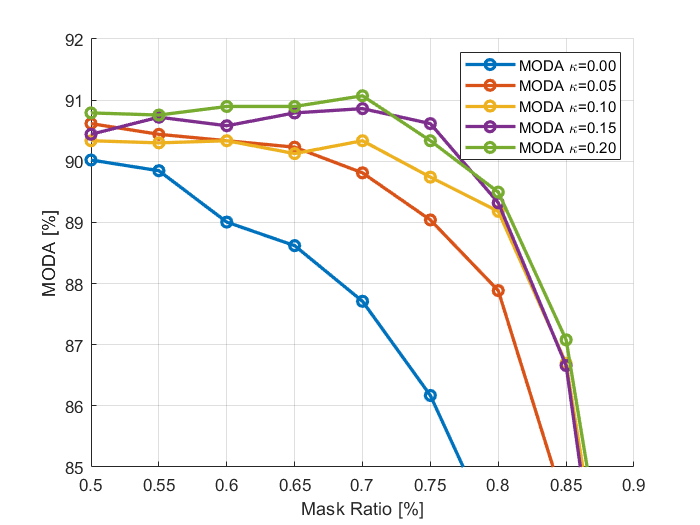 92
91
90
89
88
87
86
85
MODA [%]
MODA κ=0.00
MODA κ=0.05
MODA κ=0.10
MODA κ=0.15
MODA κ=0.20
0.5 0.55 0.6 0.65 0.7 0.75 0.8 0.85 0.9
Mask Ratio [%]